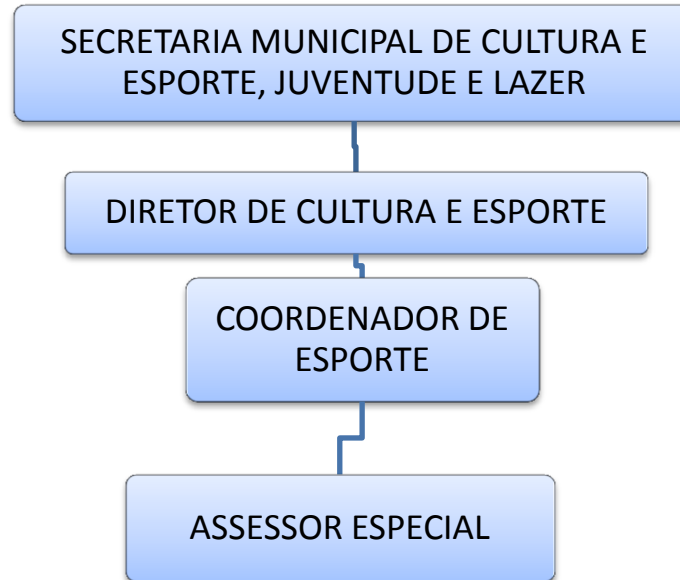 SECRETARIA MUNICIPAL DE CULTURA E
ESPORTE, JUVENTUDE E LAZER
DIRETOR DE CULTURA E ESPORTE
COORDENADOR DE
ESPORTE
ASSESSOR ESPECIAL